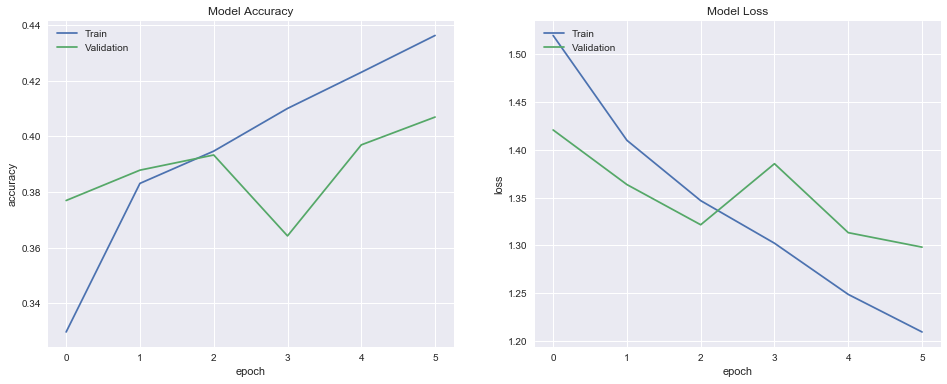 Model Accuracy
0.44
0.42
0.40
0.38
0.36
0.34
accuracy
Train
Validation
0 1 2 3 4 5
epoch
Model Loss
1.50
1.45
1.40
1.35
1.30
1.25
1.20
loss
Train
Validation
0 1 2 3 4 5
epoch